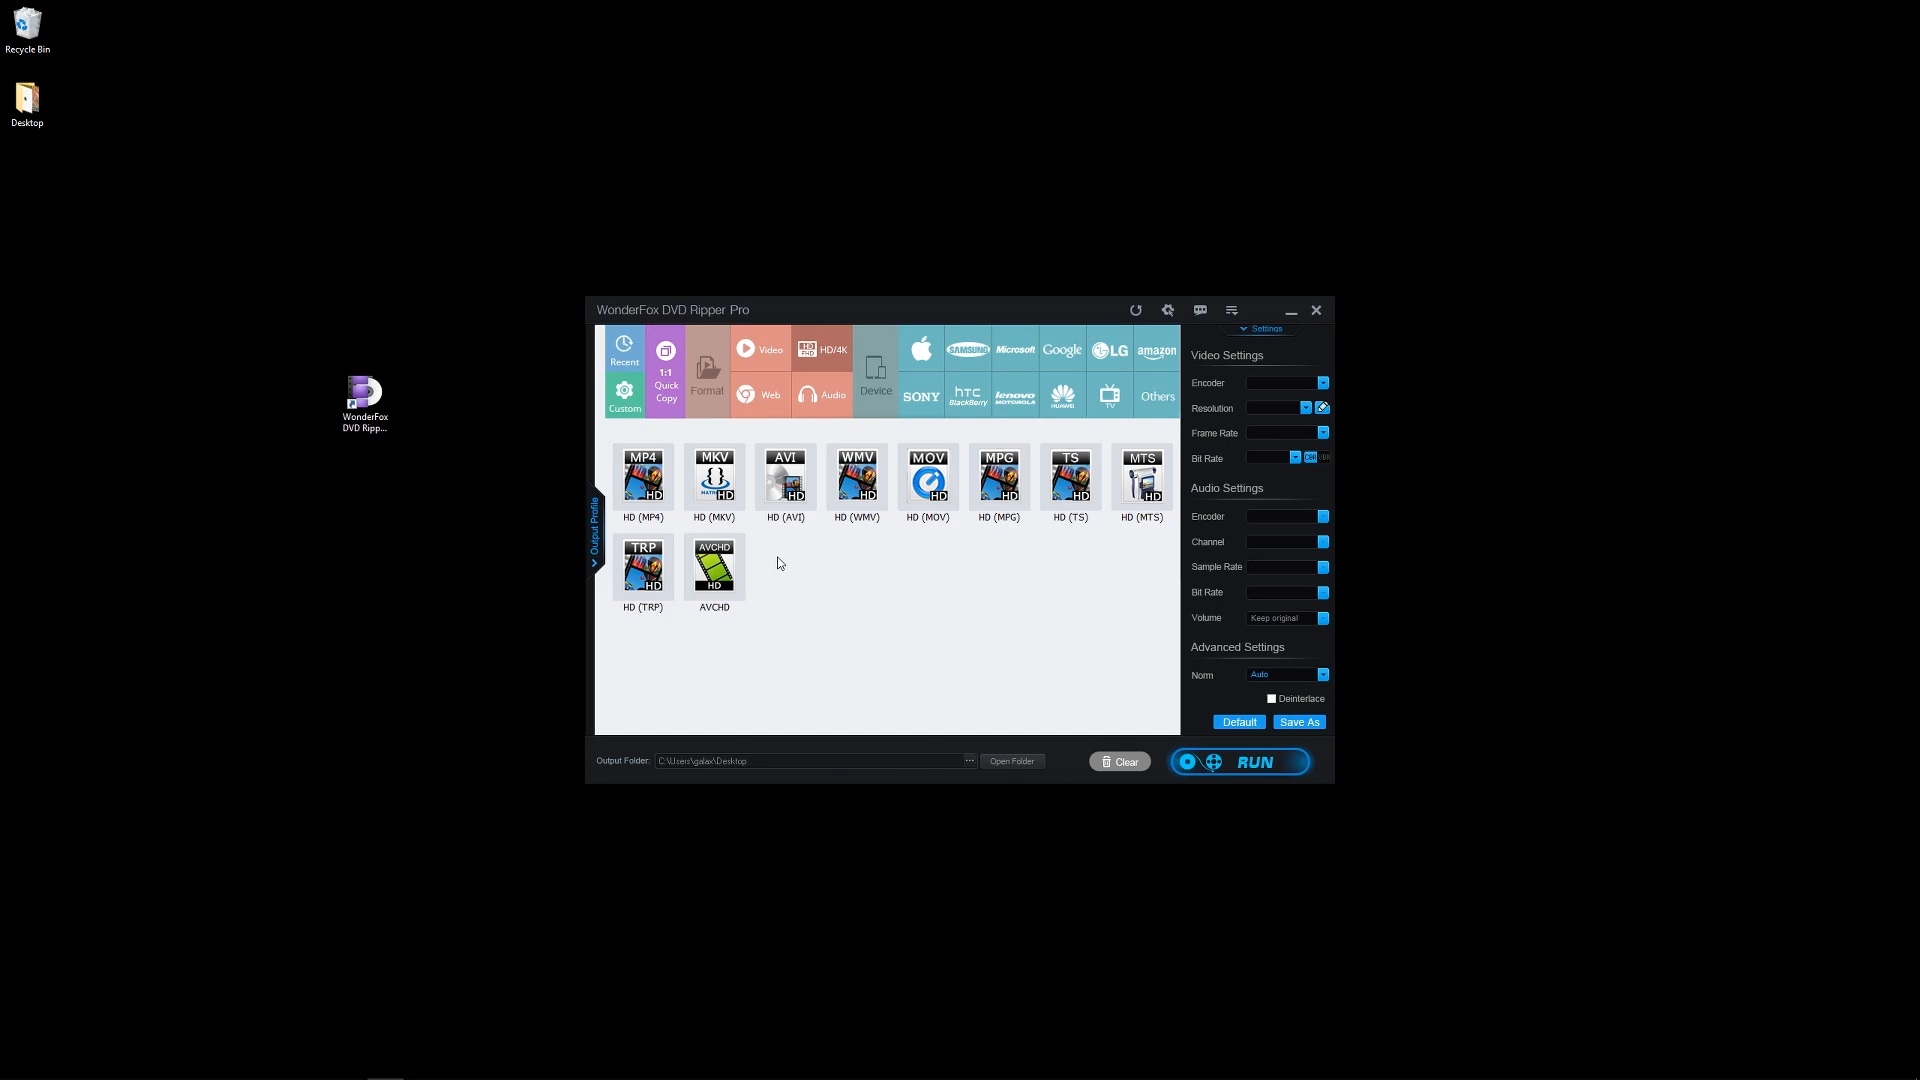 Recycle Bin
Desktop
WonderFox
DVD Ripp...
WonderFox DVD Ripper Pro
Recent
Custom
1:1
Quick
Copy
Format
Video
HD
FHD
HD/4K
Web
Audio
Device
SAMSUNG
Microsoft
Google
LG
amazon
SONY
hTC
BlackBerry
lenovo
MOTOROLA
HUAWEI
TV
Others
Output Profile
MP4
HD
HD (MP4)
MKV
HD
HD (MKV)
AVI
HD
HD (AVI)
WMV
HD
HD (WMV)
MOV
HD
HD (MOV)
MPG
HD
HD (MPG)
TS
HD
HD (TS)
MTS
HD
HD (MTS)
TRP
HD
HD (TRP)
AVCHD
HD
AVCHD
Settings
Video Settings
Encoder
Resolution
Frame Rate
Bit Rate
CBR VBR
Audio Settings
Encoder
Channel
Sample Rate
Bit Rate
Volume Keep original
Advanced Settings
Norm Auto
Deinterlace
Default Save As
Output Folder: C:\Users\galax\Desktop ... Open Folder Clear RUN